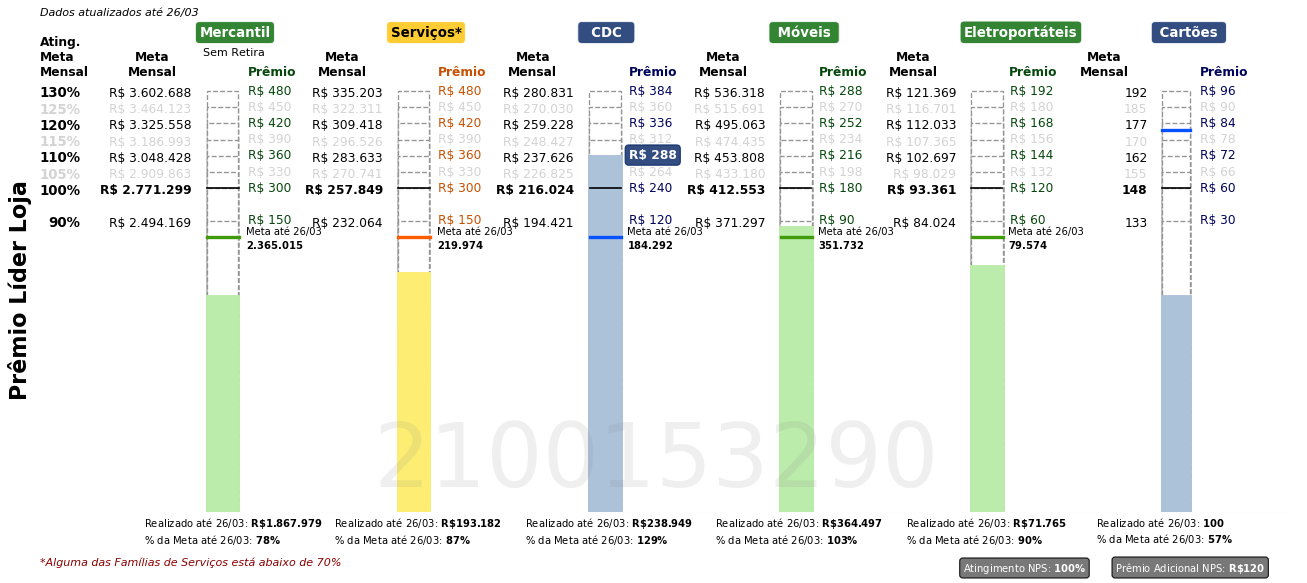 Dados atualizados até 26/03
Mercantil Serviços* CDC Móveis Eletroportáteis Cartões
Sem Retira
Ating. Meta Mensal Meta Mensal Prêmio Meta Mensal Prêmio Meta Mensal Prêmio Meta Mensal Prêmio Meta Mensal Prêmio Meta Mensal Prêmio
130% R$ 3.602.688 R$ 480 R$ 335.203 R$ 480 R$ 280.831 R$ 384 R$ 536.318 R$ 288 R$ 121.369 R$ 192 192 R$ 96
125% R$ 3.464.123 R$ 450 R$ 322.311 R$ 450 R$ 270.030 R$ 360 R$ 515.691 R$ 270 R$ 116.701 R$ 180 185 R$ 90
120% R$ 3.325.558 R$ 420 R$ 309.418 R$ 420 R$ 259.228 R$ 336 R$ 495.063 R$ 252 R$ 112.033 R$ 168 177 R$ 84
115% R$ 3.186.993 R$ 390 R$ 296.526 R$ 390 R$ 248.427 R$ 312 R$ 474.435 R$ 234 R$ 107.365 R$ 156 170 R$ 78
110% R$ 3.048.428 R$ 360 R$ 283.633 R$ 360 R$ 237.626 R$ 288 R$ 453.808 R$ 216 R$ 102.697 R$ 144 162 R$ 72
105% R$ 2.909.863 R$ 330 R$ 270.741 R$ 330 R$ 226.825 R$ 264 R$ 433.180 R$ 198 R$ 98.029 R$ 132 155 R$ 66
100% R$ 2.771.299 R$ 300 R$ 257.849 R$ 300 R$ 216.024 R$ 240 R$ 412.553 R$ 180 R$ 93.361 R$ 120 148 R$ 60
90% R$ 2.494.169 R$ 150 R$ 232.064 R$ 150 R$ 194.421 R$ 120 R$ 371.297 R$ 90 R$ 84.024 R$ 60 133 R$ 30
Meta até 26/03 Meta até 26/03 Meta até 26/03 Meta até 26/03 Meta até 26/03
2.365.015 219.974 184.292 351.732 79.574
Prêmio Líder Loja
2100153290
Realizado até 26/03: R$1.867.979 Realizado até 26/03: R$193.182 Realizado até 26/03: R$238.949 Realizado até 26/03: R$364.497 Realizado até 26/03: R$71.765 Realizado até 26/03: 100
% da Meta até 26/03: 78% % da Meta até 26/03: 87% % da Meta até 26/03: 129% % da Meta até 26/03: 103% % da Meta até 26/03: 90% % da Meta até 26/03: 57%
*Alguma das Famílias de Serviços está abaixo de 70%
Atingimento NPS: 100% Prêmio Adicional NPS: R$120